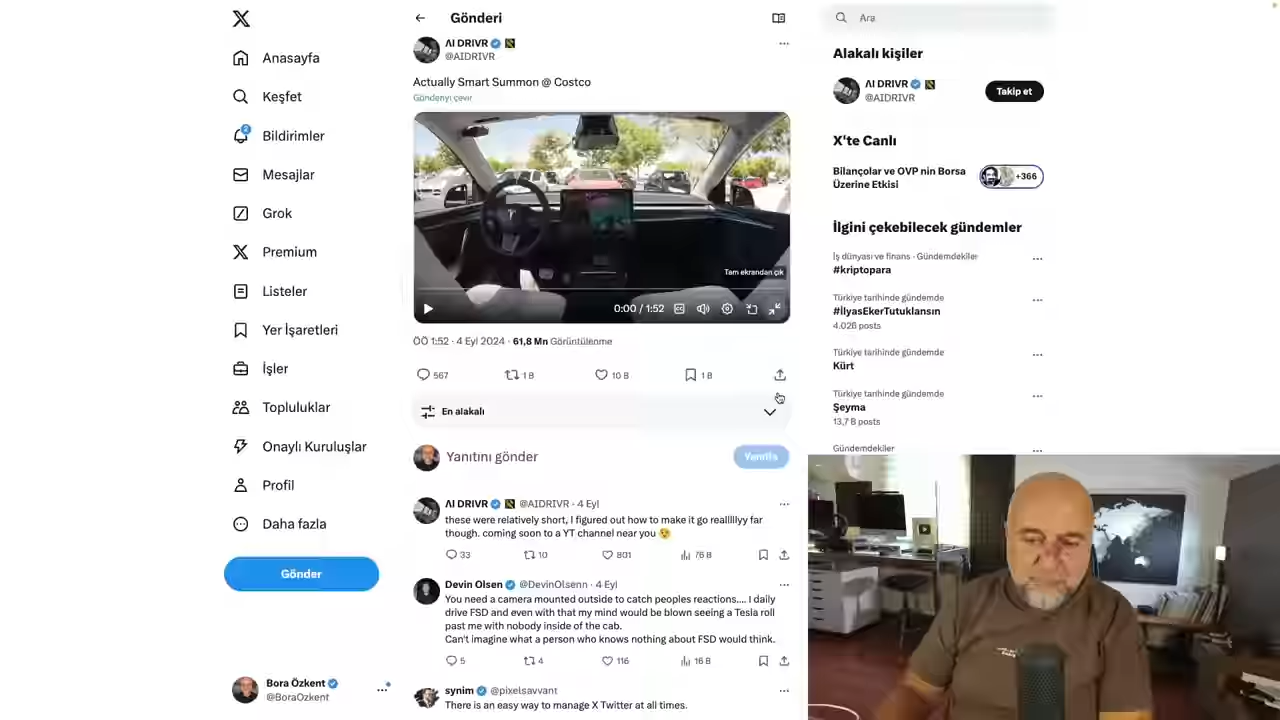 Anasayfa
Keşfet
2
Bildirimler
Mesajlar
Grok
Premium
Listeler
Yer İşaretleri
İşler
Topluluklar
Onaylı Kuruluşlar
Profil
Daha fazla
Gönder
Bora Özkent
@BoraOzkent
Gönderi
AI DRIVR
@AIDRIVR
Actually Smart Summon @ Costco
Gönderiyi çevir
Tam ekrandan çık
0:00 / 1:52
ÖÖ 1:52 · 4 Eyl 2024 · 61,8 Mn Görüntülenme
567
1 B
10 B
1 B
En alakalı
Yanıtını gönder
Yanıtla
AI DRIVR @AIDRIVR · 4 Eyl
these were relatively short, I figured out how to make it go realllllyy far
though. coming soon to a YT channel near you 😉
33
10
801
76 B
Devin Olsen @DevinOlsenn · 4 Eyl
You need a camera mounted outside to catch peoples reactions.... I daily
drive FSD and even with that my mind would be blown seeing a Tesla roll
past me with nobody inside of the cab.
Can't imagine what a person who knows nothing about FSD would think.
5
4
116
16 B
synim @pixelsavvant
There is an easy way to manage X Twitter at all times.
Ara
Alakalı kişiler
AI DRIVR
@AIDRIVR
Takip et
X'te Canlı
Bilançolar ve OVP nin Borsa
Üzerine Etkisi
+366
İlgini çekebilecek gündemler
İş dünyası ve finans · Gündemdekiler
#kriptopara
Türkiye tarihinde gündemde
#İlyasEkerTutuklansın
4.026 posts
Türkiye tarihinde gündemde
Kürt
Türkiye tarihinde gündemde
Şeyma
13,7 B posts
Gündemdekiler